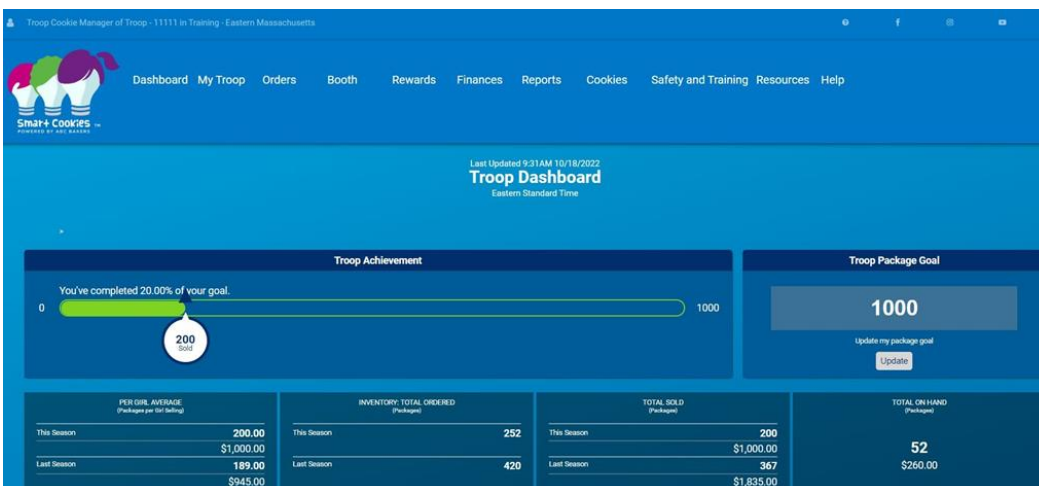 Troop Cookie Manager of Troop - 11111 in Training - Eastern Massachusetts
Dashboard My Troop Orders Booth Rewards Finances Reports Cookies Safety and Training Resources Help
Smart Cookies TM
POWERED BY ABC BAKERS
Last Updated 9:31AM 10/18/2022
Troop Dashboard
Eastern Standard Time
Troop Achievement
You've completed 20.00% of your goal.
0
1000
200
Sold
Troop Package Goal
1000
Update my package goal
Update
PER GIRL AVERAGE
(Packages per Girl Selling)
This Season 200.00
$1,000.00
Last Season 189.00
$945.00
INVENTORY: TOTAL ORDERED
(Packages)
This Season 252
Last Season 420
TOTAL SOLD
(Packages)
This Season 200
$1,000.00
Last Season 367
$1,835.00
TOTAL ON HAND
(Packages)
52
$260.00